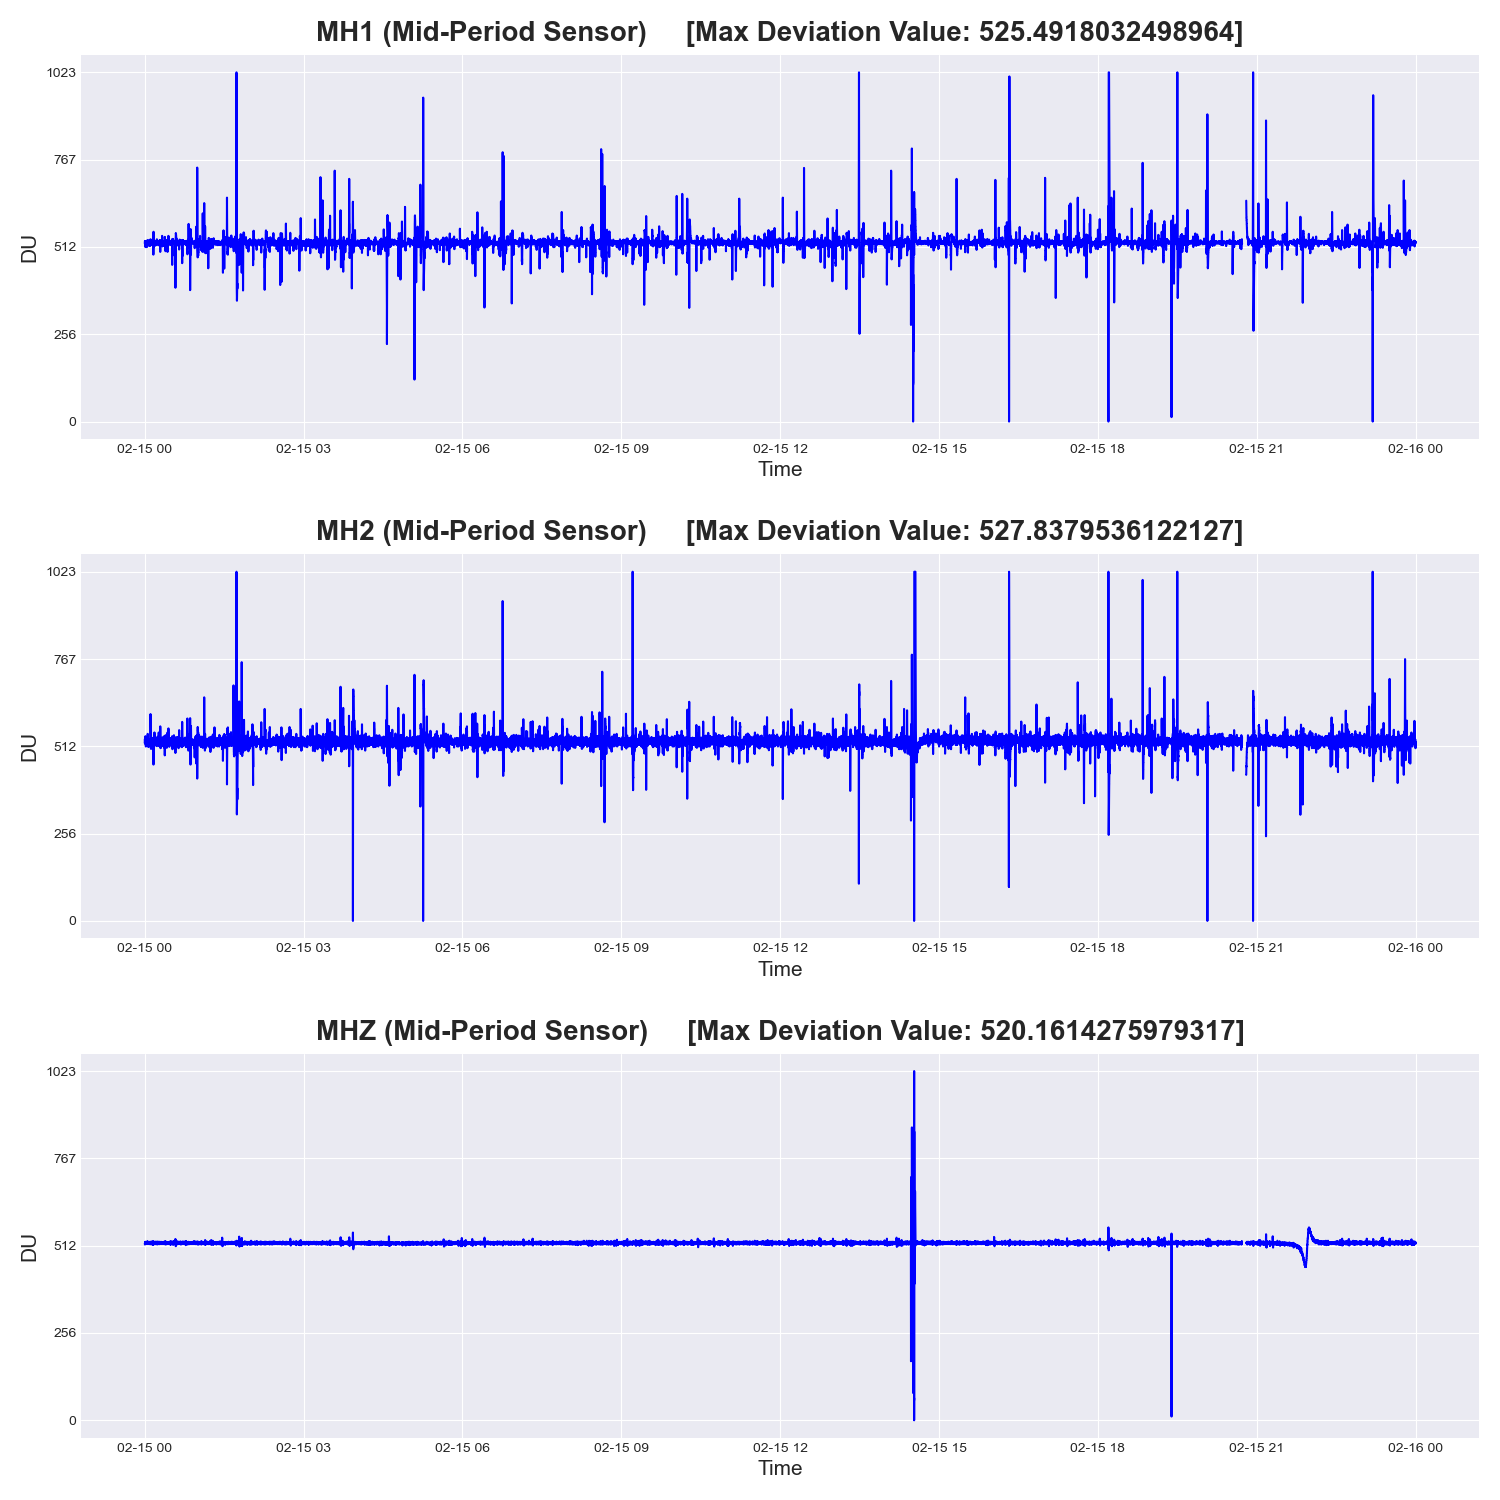 MH1 (Mid-Period Sensor) [Max Deviation Value: 525.4918032498964]
1023
767
512
256
0
DU
02-15 00 02-15 03 02-15 06 02-15 09 02-15 12 02-15 15 02-15 18 02-15 21 02-16 00
Time
MH2 (Mid-Period Sensor) [Max Deviation Value: 527.8379536122127]
1023
767
512
256
0
DU
02-15 00 02-15 03 02-15 06 02-15 09 02-15 12 02-15 15 02-15 18 02-15 21 02-16 00
Time
MHZ (Mid-Period Sensor) [Max Deviation Value: 520.1614275979317]
1023
767
512
256
0
DU
02-15 00 02-15 03 02-15 06 02-15 09 02-15 12 02-15 15 02-15 18 02-15 21 02-16 00
Time